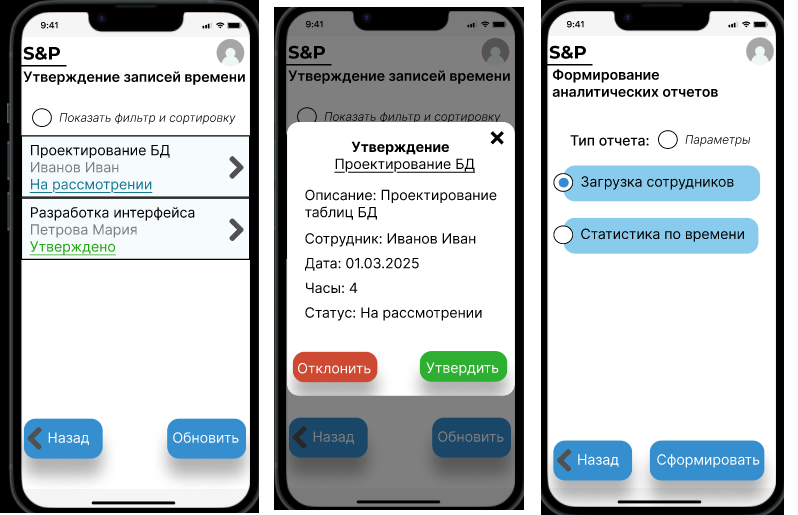 9:41
S&P
Утверждение записей времени
Показать фильтр и сортировку
Проектирование БД
Иванов Иван
На рассмотрении
Разработка интерфейса
Петрова Мария
Утверждено
Назад
Обновить
9:41
S&P
Утверждение записей времени
Показать фильтр и сортировку
Утверждение
Проектирование БД
Описание: Проектирование
таблиц БД
Сотрудник: Иванов Иван
Дата: 01.03.2025
Часы: 4
Статус: На рассмотрении
Отклонить
Утвердить
Назад
Обновить
9:41
S&P
Формирование
аналитических отчетов
Тип отчета:
Параметры
Загрузка сотрудников
Статистика по времени
Назад
Сформировать